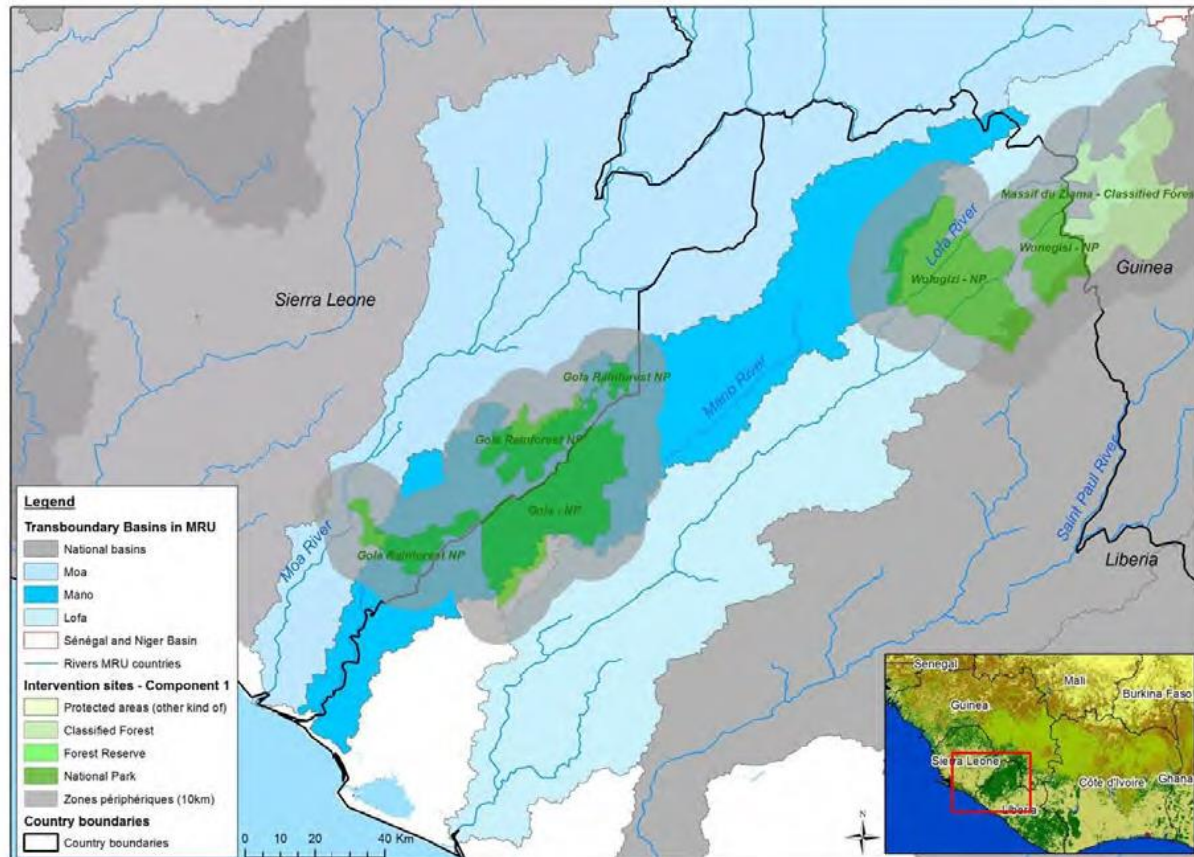 Massif du Ziama - Classified Forest
Lofa River
Wonegisi - NP
Guinea
Wologizi - NP
Sierra Leone
Gola Rainforest NP
Mano River
Gola Rainforest NP
Gola - NP
Saint Paul River
Moa River
Gola Rainforest NP
Liberia
Legend
Transboundary Basins in MRU
National basins
Moa
Mano
Lofa
Sénégal and Niger Basin
Rivers MRU countries
Intervention sites - Component 1
Protected areas (other kind of)
Classified Forest
Forest Reserve
National Park
Zones périphériques (10km)
Country boundaries
Country boundaries
0 10 20 40 Km
N
Senegal
Mali
Burkina Faso
Guinea
Sierra Leone
Côte d'Ivoire
Ghana
Liberia